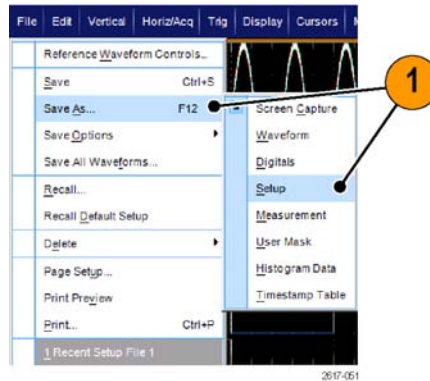 File Edit Vertical Horiz/Acq Trig Display Cursors
Reference Waveform Controls...
Save Ctrl+S
Save As... F12
Save Options
Save All Waveforms...
Recall...
Recall Default Setup
Delete
Page Setup...
Print Preview
Print... Ctrl+P
1 Recent Setup File 1
Screen Capture
Waveform
Digitals
Setup
Measurement
User Mask
Histogram Data
Timestamp Table
1
2617-051